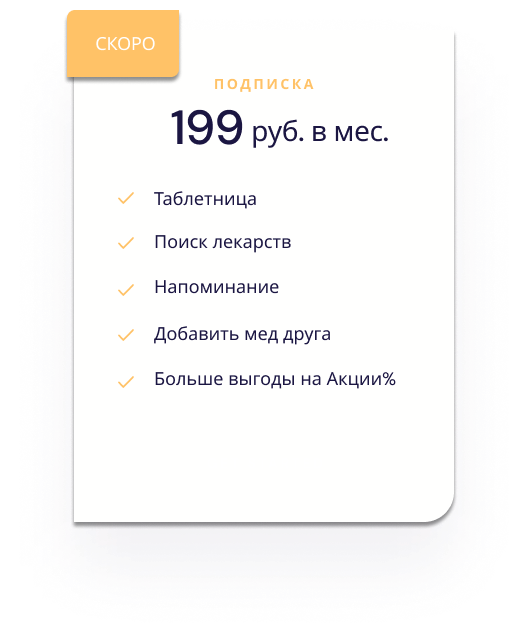 СКОРО
ПОДПИСКА
199 руб. в мес.
Таблетница
Поиск лекарств
Напоминание
Добавить мед друга
Больше выгоды на Акции%